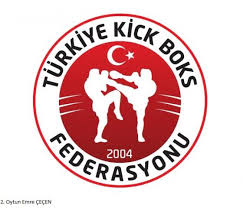 TÜRKİYE KİCK BOKS
2004
FEDERASYONU
2. Oytun Emre ÇEÇEN